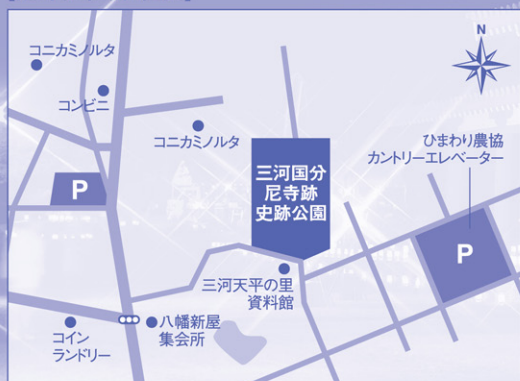 N
コニカミノルタ
コンビニ
コニカミノルタ
三河国分
尼寺跡
史跡公園
ひまわり農協
カントリーエレベーター
P
P
三河天平の里
資料館
八幡新屋
集会所
コイン
ランドリー